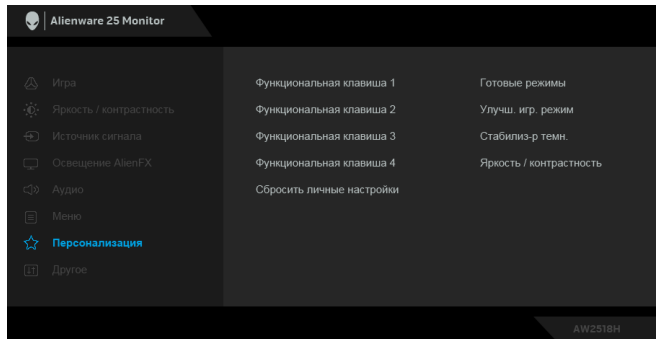 Alienware 25 Monitor
Игра
Функциональная клавиша 1 Готовые режимы
Яркость / контрастность Функциональная клавиша 2 Улучш. игр. режим
Источник сигнала Функциональная клавиша 3 Стабилиз-р темн.
Освещение AlienFX Функциональная клавиша 4 Яркость / контрастность
Аудио Сбросить личные настройки
Меню
Персонализация
Другое
AW2518H